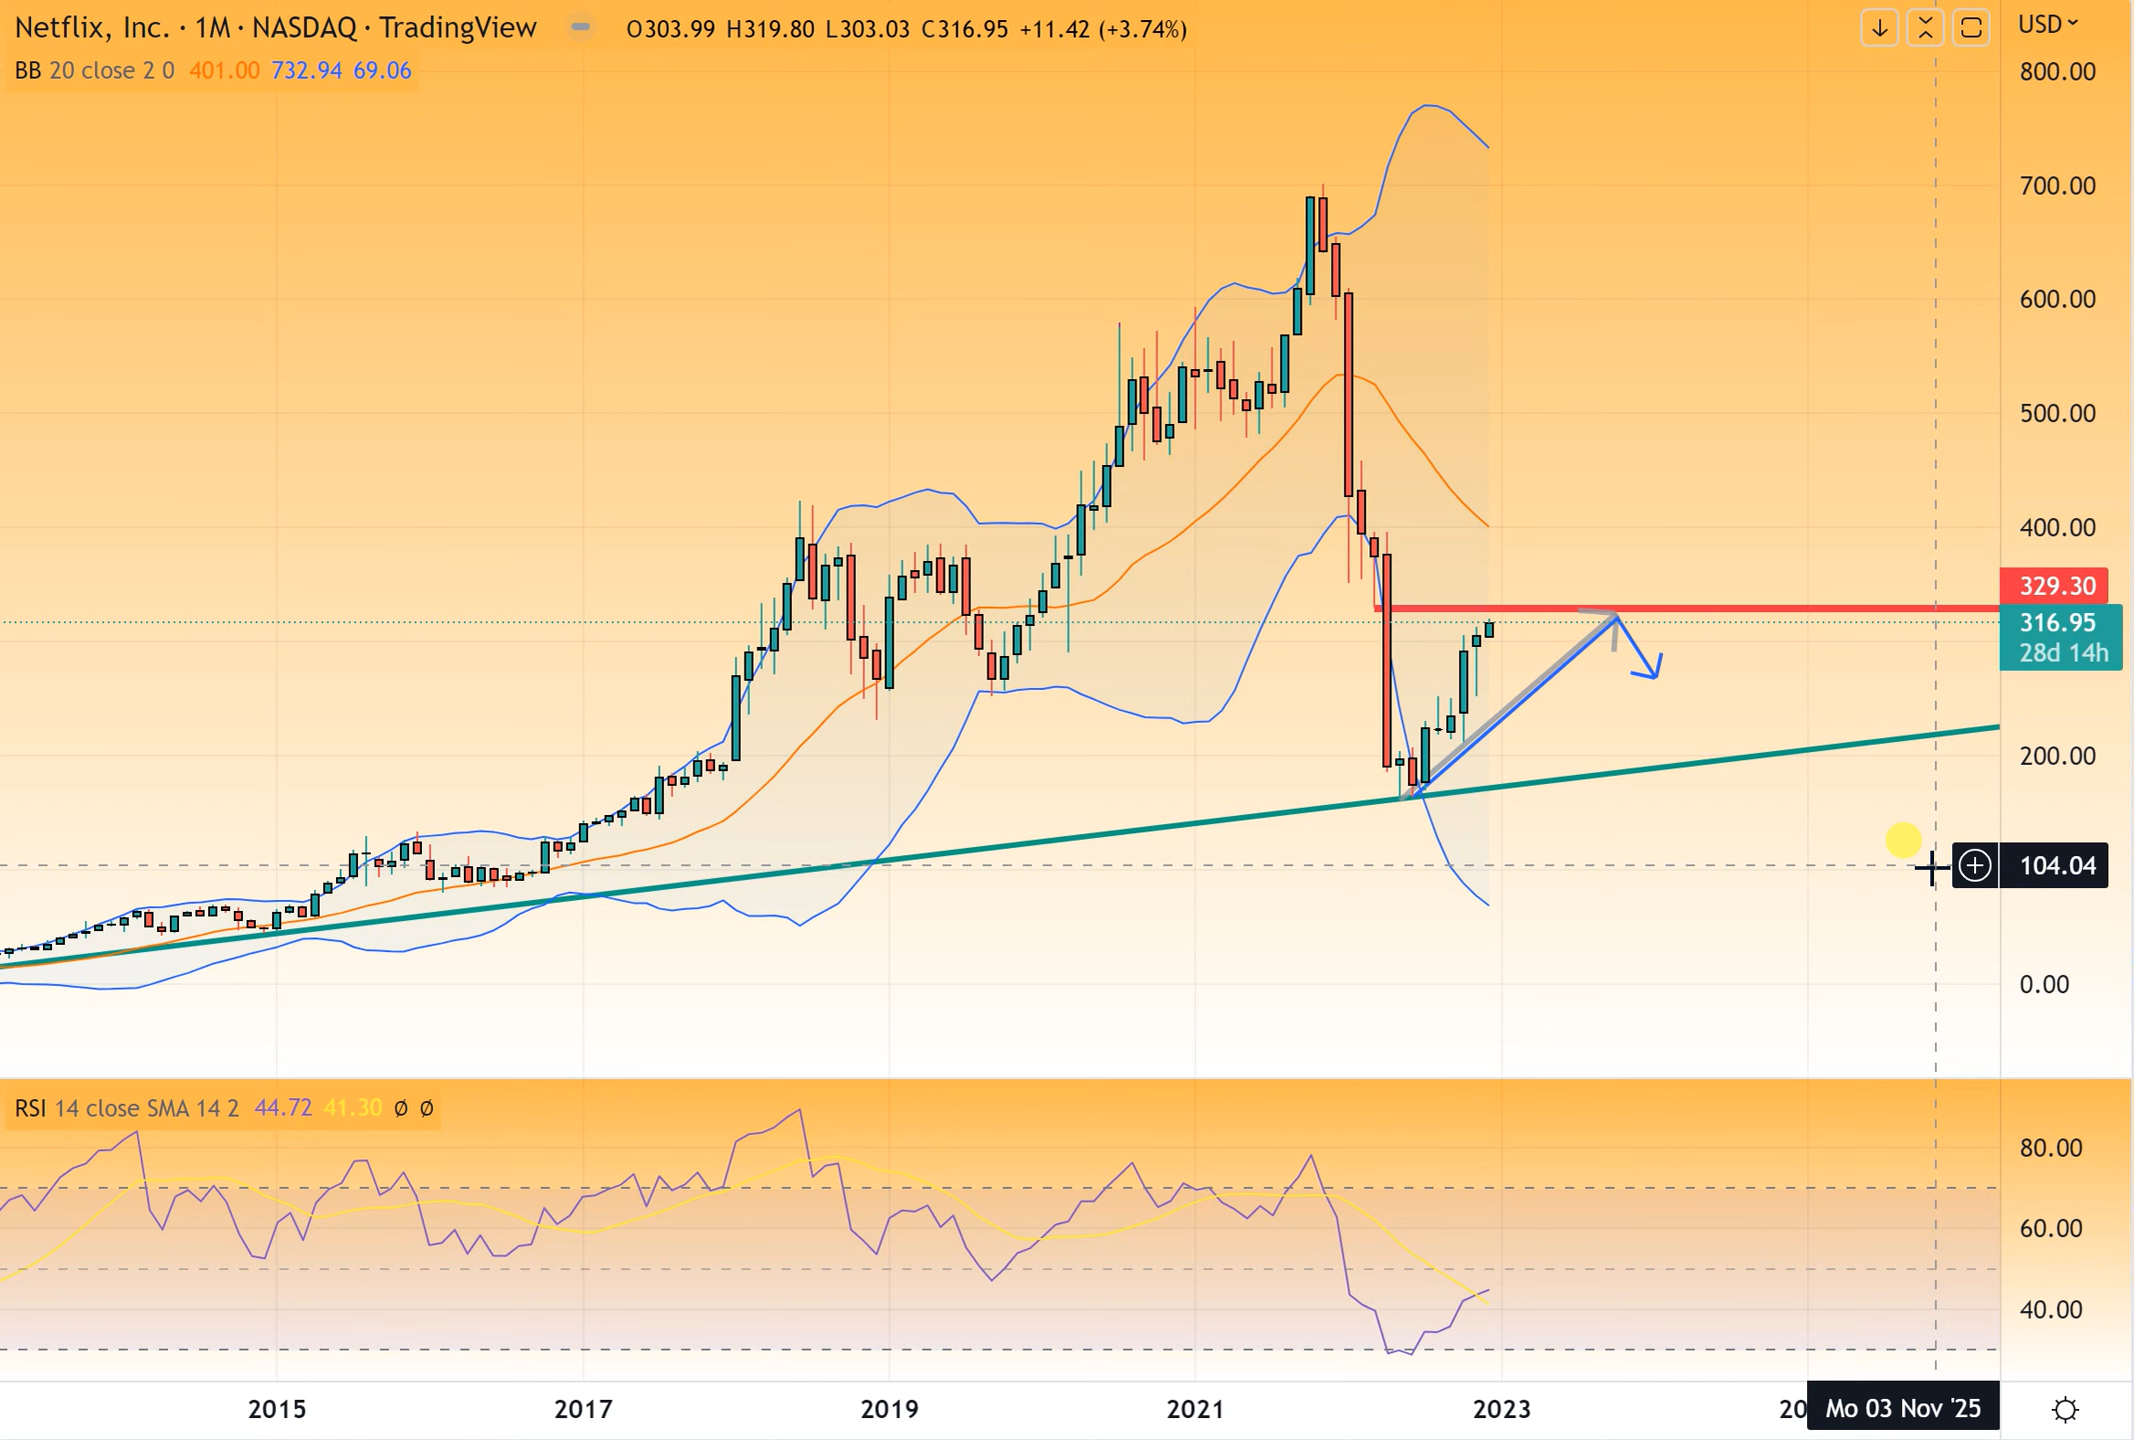 Netflix, Inc. · 1M · NASDAQ · TradingView O303.99 H319.80 L303.03 C316.95 +11.42 (+3.74%)
USD
BB 20 close 2 0 401.00 732.94 69.06
800.00
700.00
600.00
500.00
400.00
329.30
316.95
28d 14h
200.00
104.04
0.00
RSI 14 close SMA 14 2 44.72 41.30 Ø Ø
80.00
60.00
40.00
2015 2017 2019 2021 2023 Mo 03 Nov '25